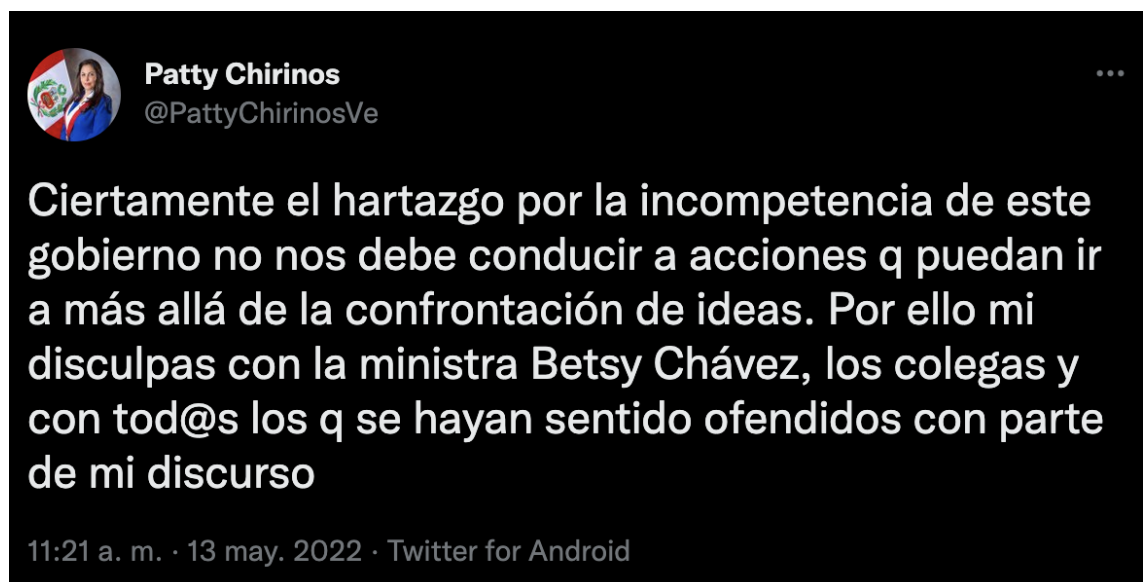 Patty Chirinos
@PattyChirinosVe
Ciertamente el hartazgo por la incompetencia de este
gobierno no nos debe conducir a acciones q puedan ir
a más allá de la confrontación de ideas. Por ello mi
disculpas con la ministra Betsy Chávez, los colegas y
con tod@s los q se hayan sentido ofendidos con parte
de mi discurso
11:21 a. m. · 13 may. 2022 · Twitter for Android